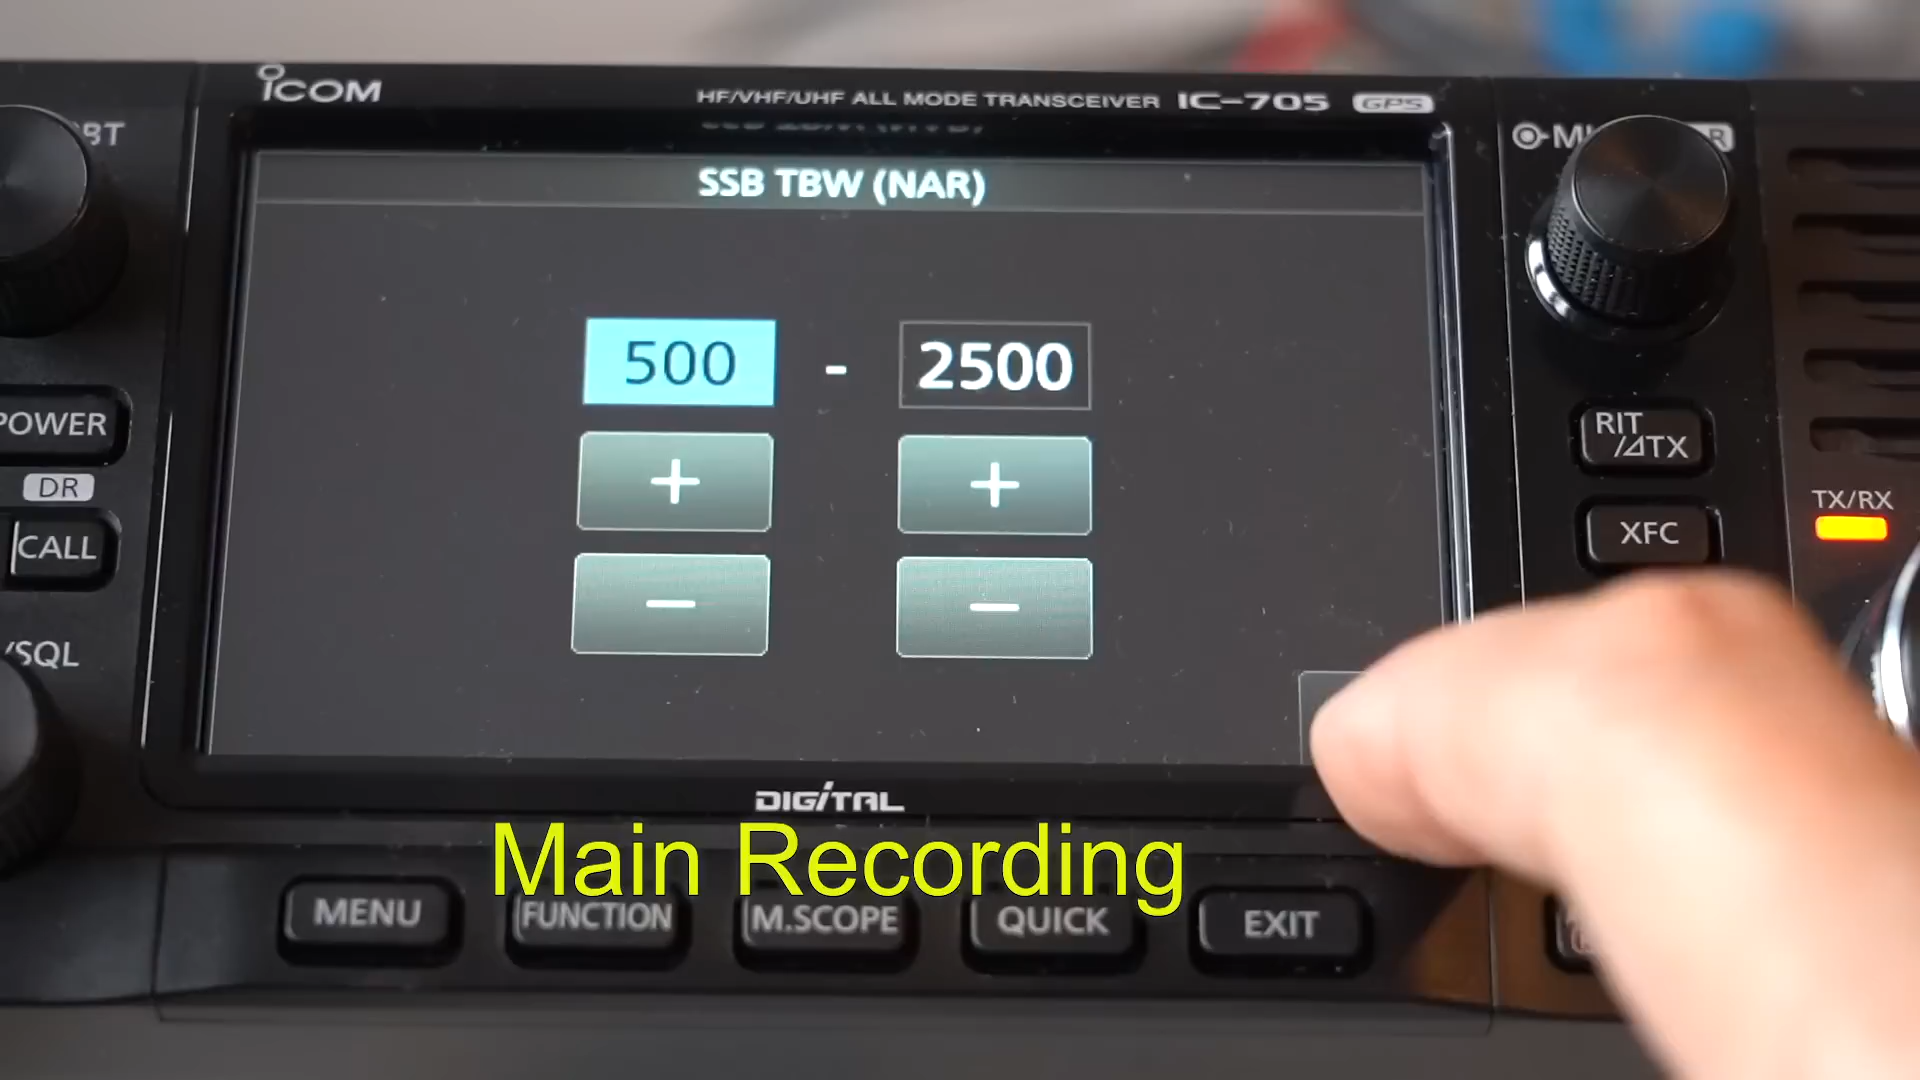 ICOM
HF/VHF/UHF ALL MODE TRANSCEIVER IC-705 GPS
SSB TBW (NAR)
500 - 2500
+ +
− −
POWER
DR
CALL
/SQL
RIT
/⊿TX
XFC
TX/RX
DIGITAL
Main Recording
MENU
FUNCTION
M.SCOPE
QUICK
EXIT